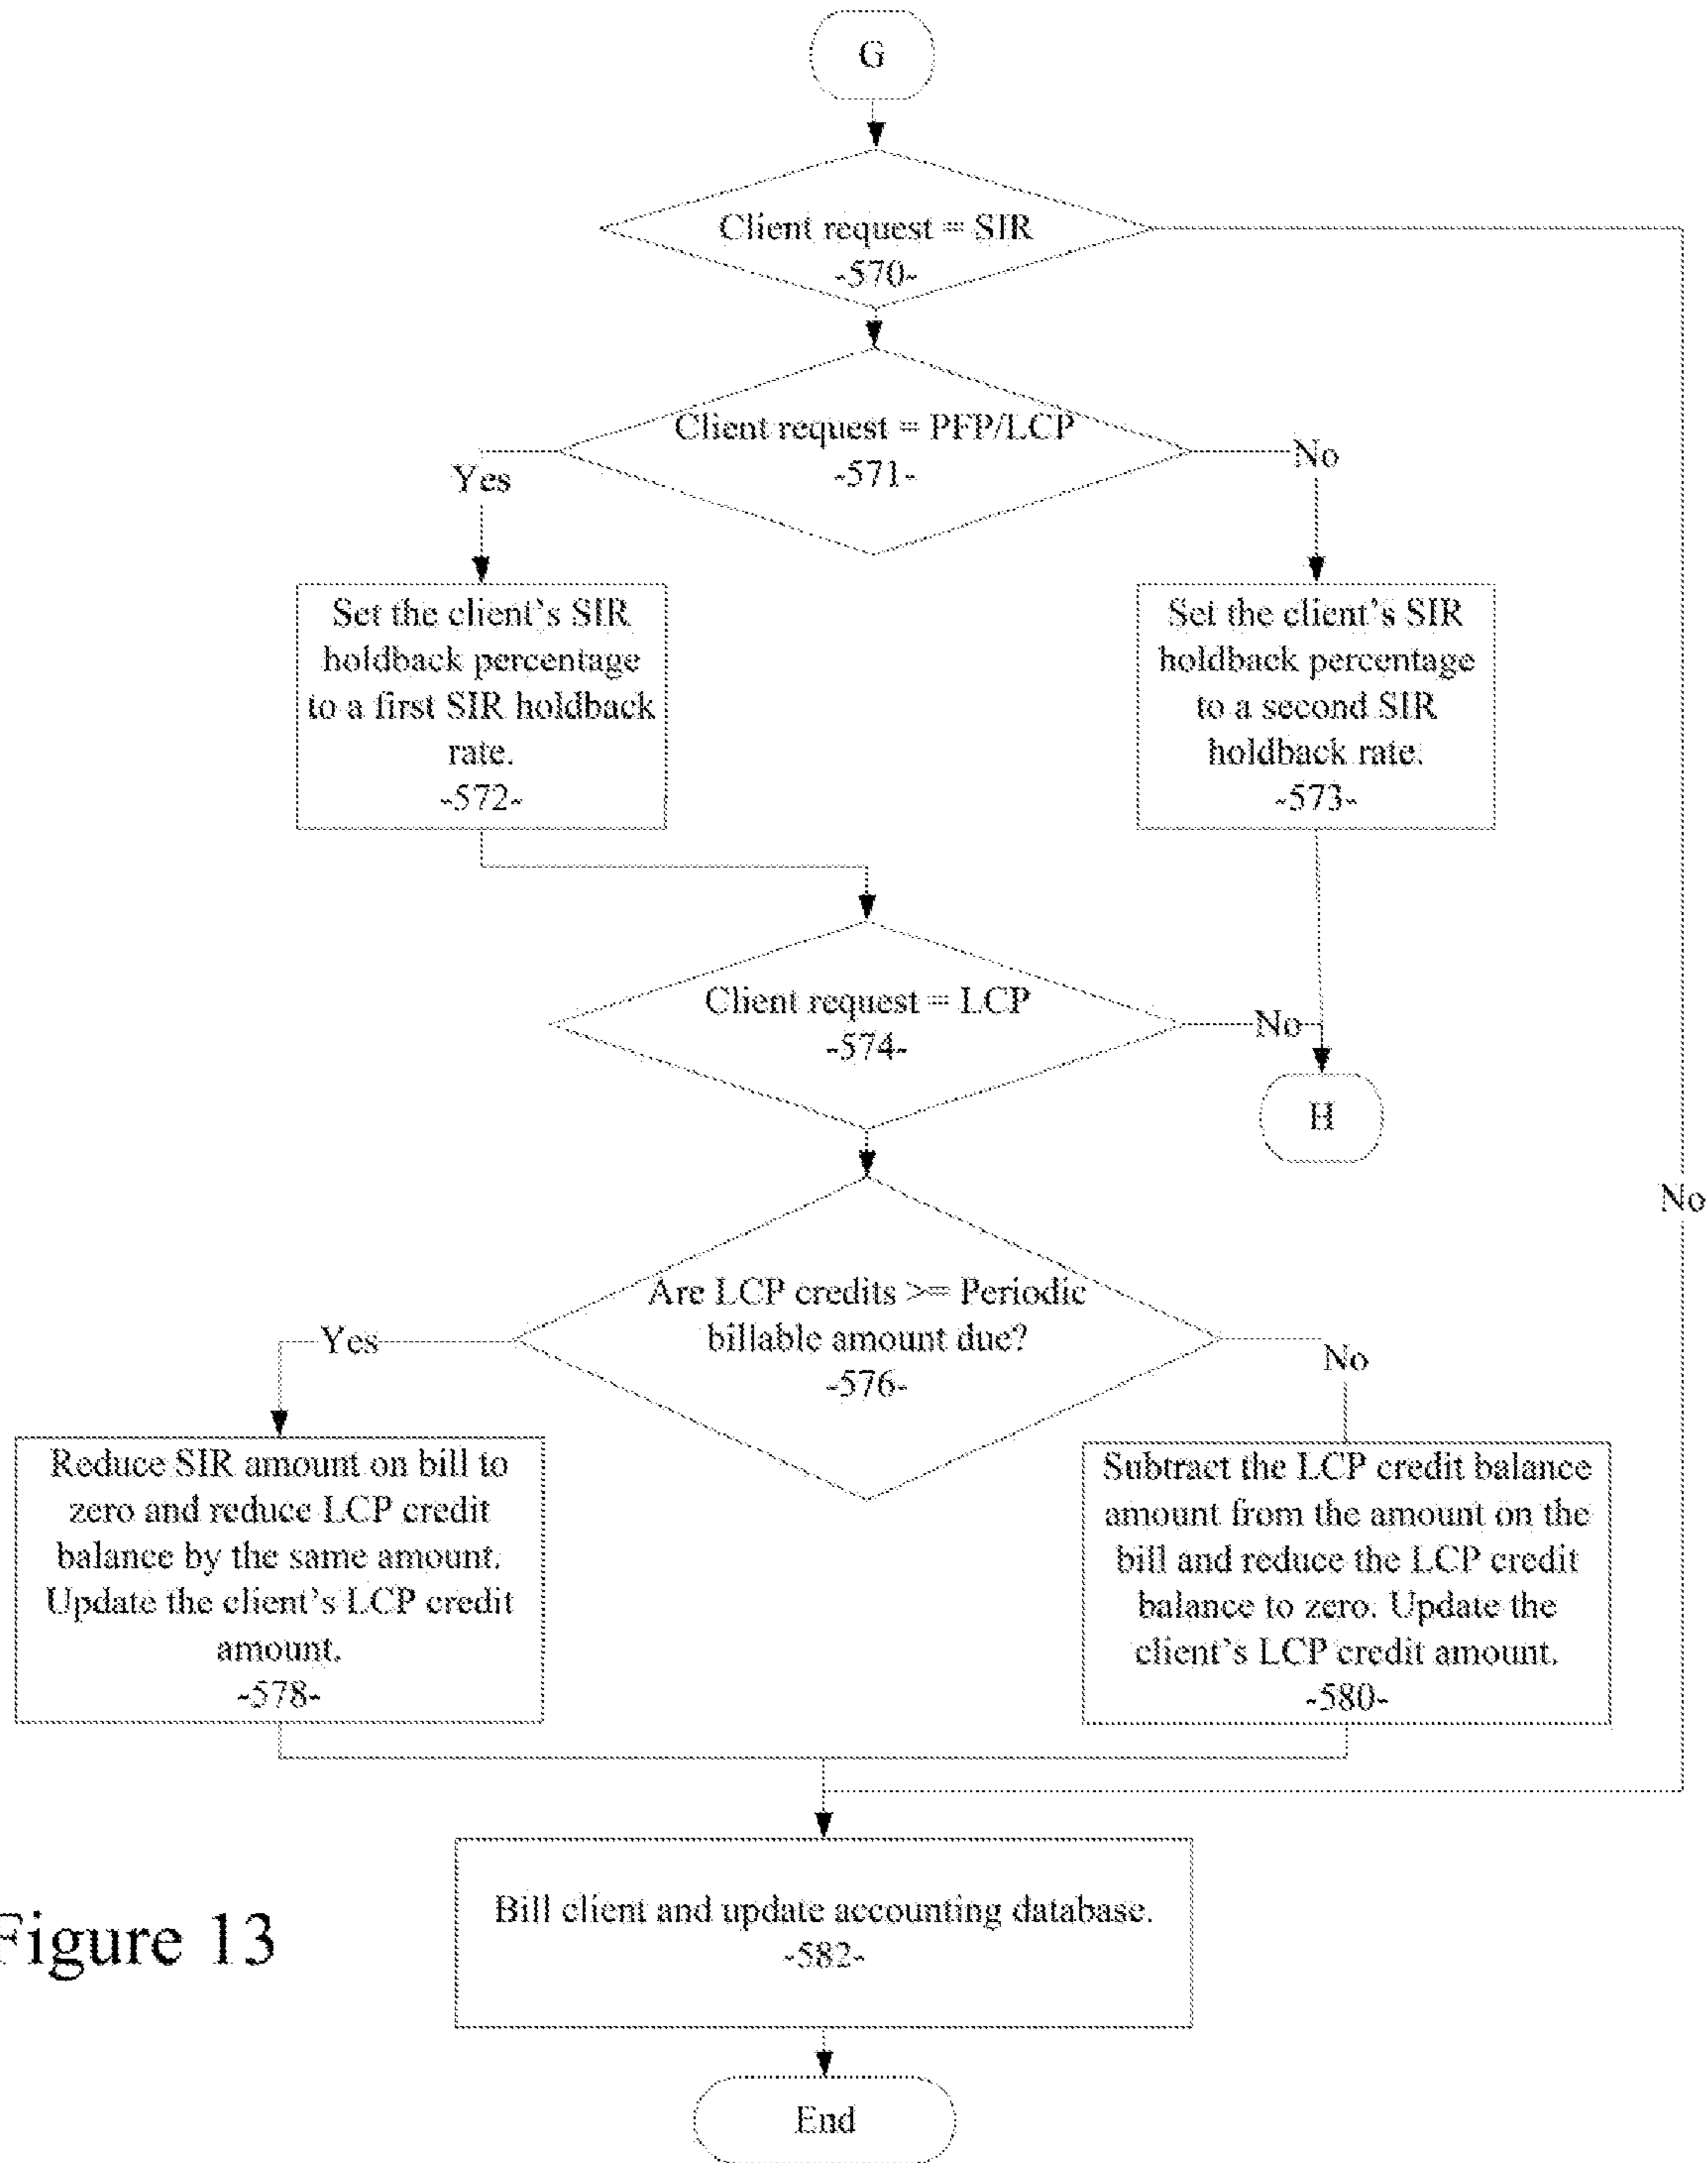 G
Client request = SIR
-570-
Client request = PFP/LCP
-571-
Yes
No
Set the client's SIR
holdback percentage
to a first SIR holdback
rate.
-572-
Set the client's SIR
holdback percentage
to a second SIR
holdback rate.
-573-
Client request = LCP
-574-
No
H
No
Are LCP credits >= Periodic
billable amount due?
-576-
Yes
No
Reduce SIR amount on bill to
zero and reduce LCP credit
balance by the same amount.
Update the client's LCP credit
amount.
-578-
Subtract the LCP credit balance
amount from the amount on the
bill and reduce the LCP credit
balance to zero. Update the
client's LCP credit amount.
-580-
Bill client and update accounting database.
-582-
Figure 13
End